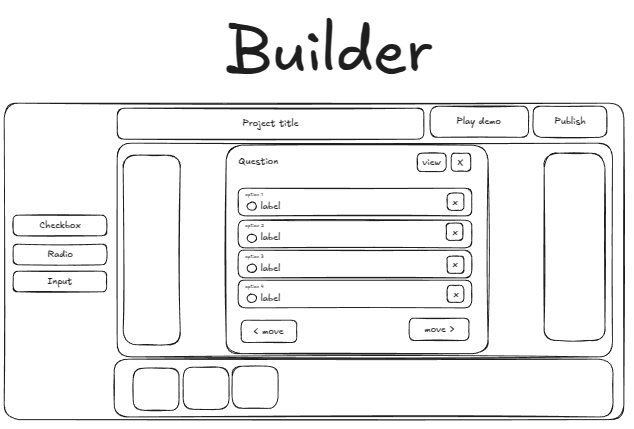 Builder
Project title
Play demo
Publish
Question
view
X
option 1
label
x
option 2
label
x
option 3
label
x
option 4
label
x
< move
move >
Checkbox
Radio
Input